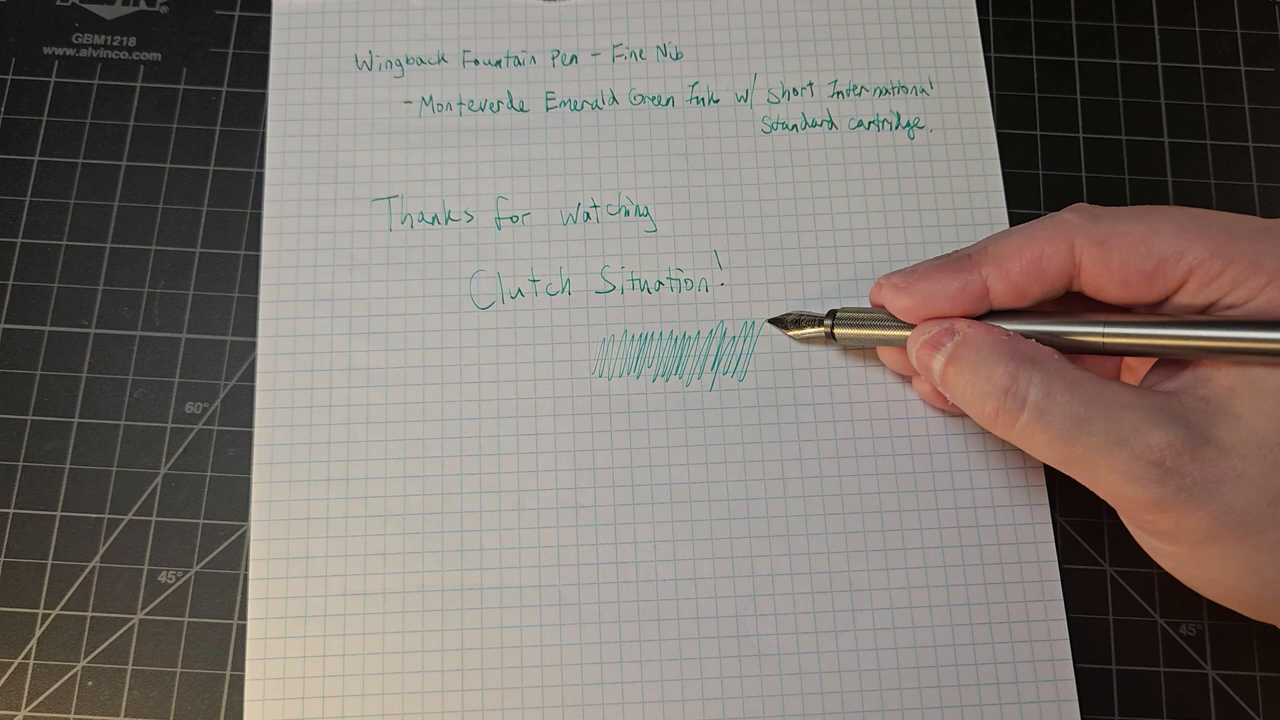 ALVIN
GBM1218
www.alvinco.com
Wingback Fountain Pen - Fine Nib
- Monteverde Emerald Green Ink w/ short International
Standard cartridge.
Thanks for watching
Clutch Situation!
60°
45°
45°